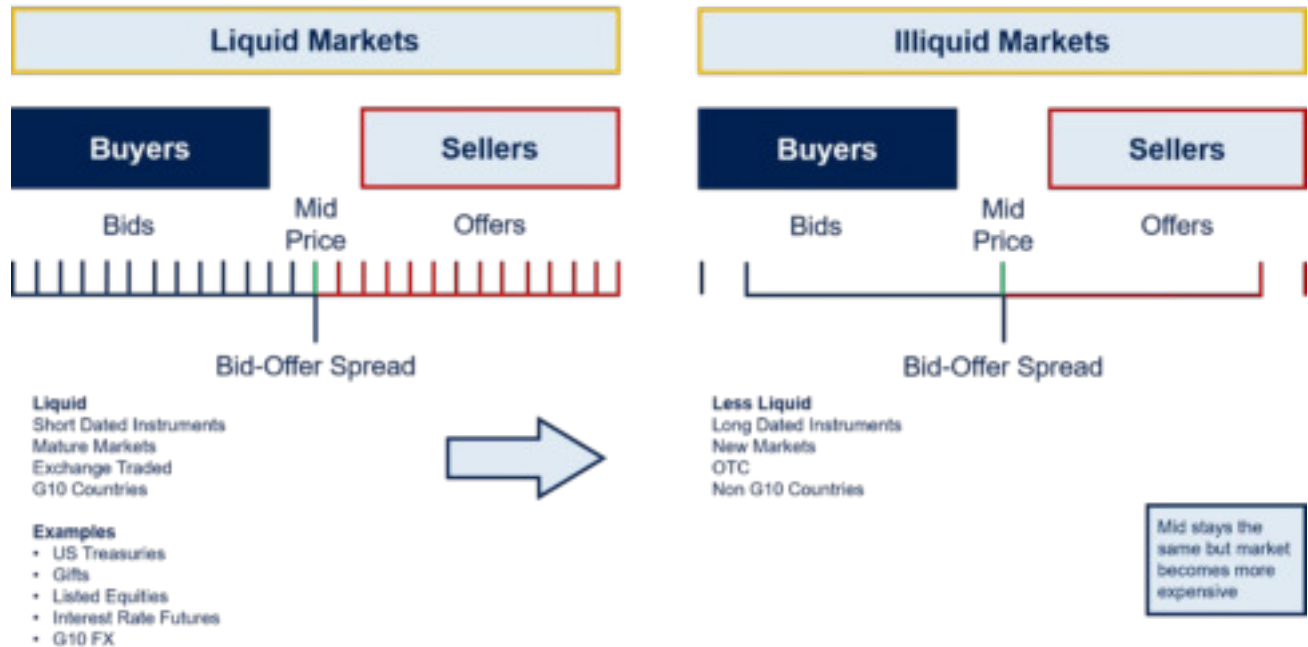 Liquid Markets
Buyers
Sellers
Bids
Mid
Price
Offers
Bid-Offer Spread
Liquid
Short Dated Instruments
Mature Markets
Exchange Traded
G10 Countries
Examples
• US Treasuries
• Gifts
• Listed Equities
• Interest Rate Futures
• G10 FX
Illiquid Markets
Buyers
Sellers
Bids
Mid
Price
Offers
Bid-Offer Spread
Less Liquid
Long Dated Instruments
New Markets
OTC
Non G10 Countries
Mid stays the
same but market
becomes more
expensive